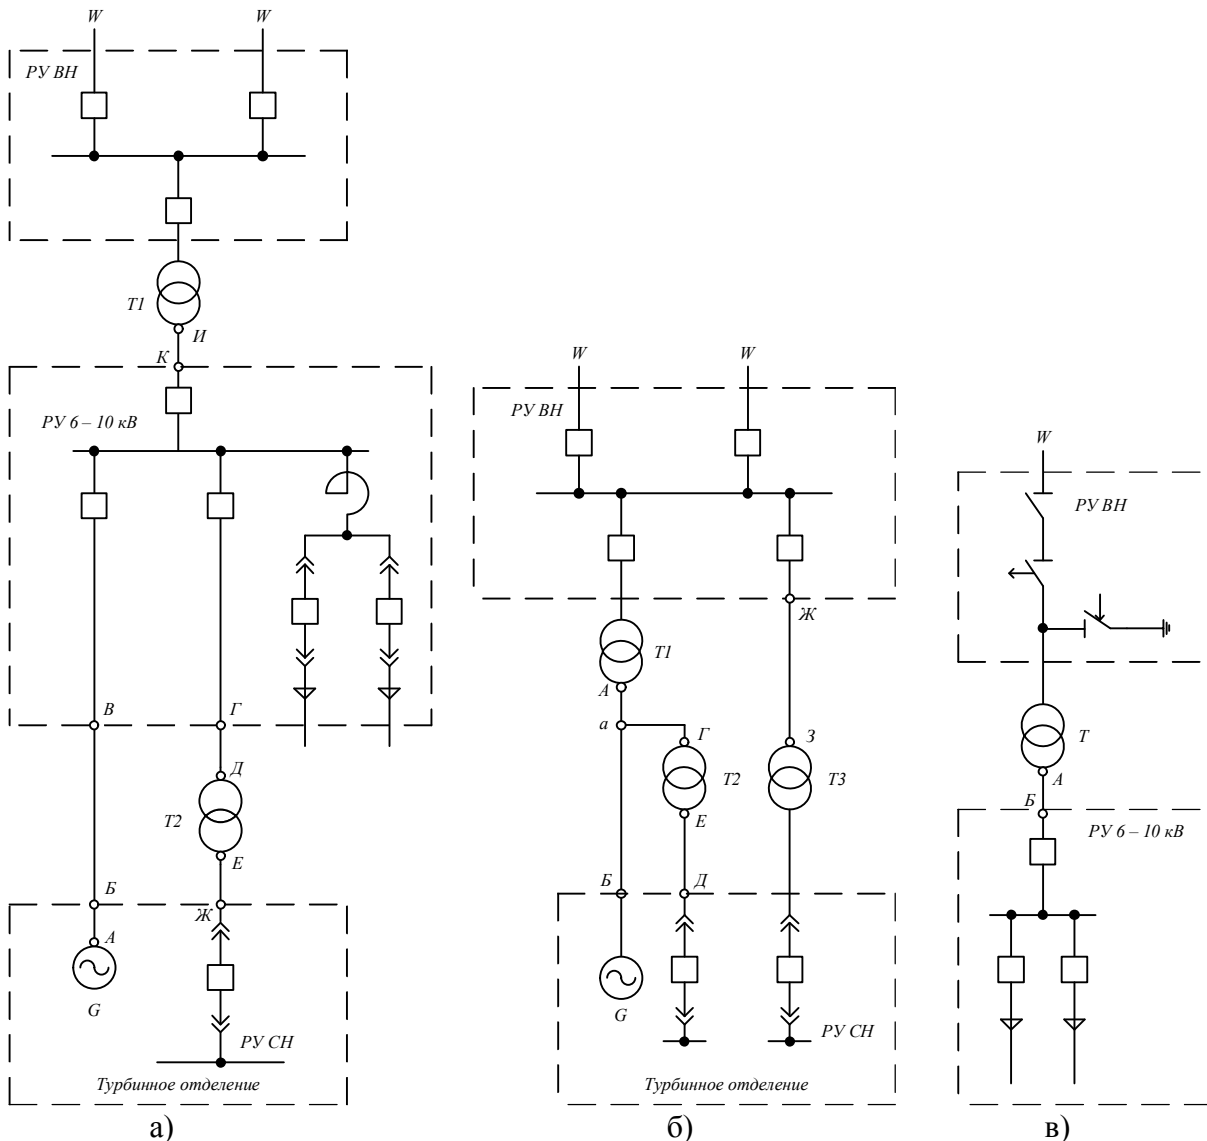 W
W
РУ ВН
T1
И
К
РУ 6 – 10 кВ
В
Г
Д
T2
Е
Б
Ж
А
G
РУ СН
Турбинное отделение
а)
W
W
РУ ВН
Ж
T1
А
а
Г
З
T2
T3
Е
Б
Д
G
РУ СН
Турбинное отделение
б)
W
РУ ВН
Т
А
Б
РУ 6 – 10 кВ
в)